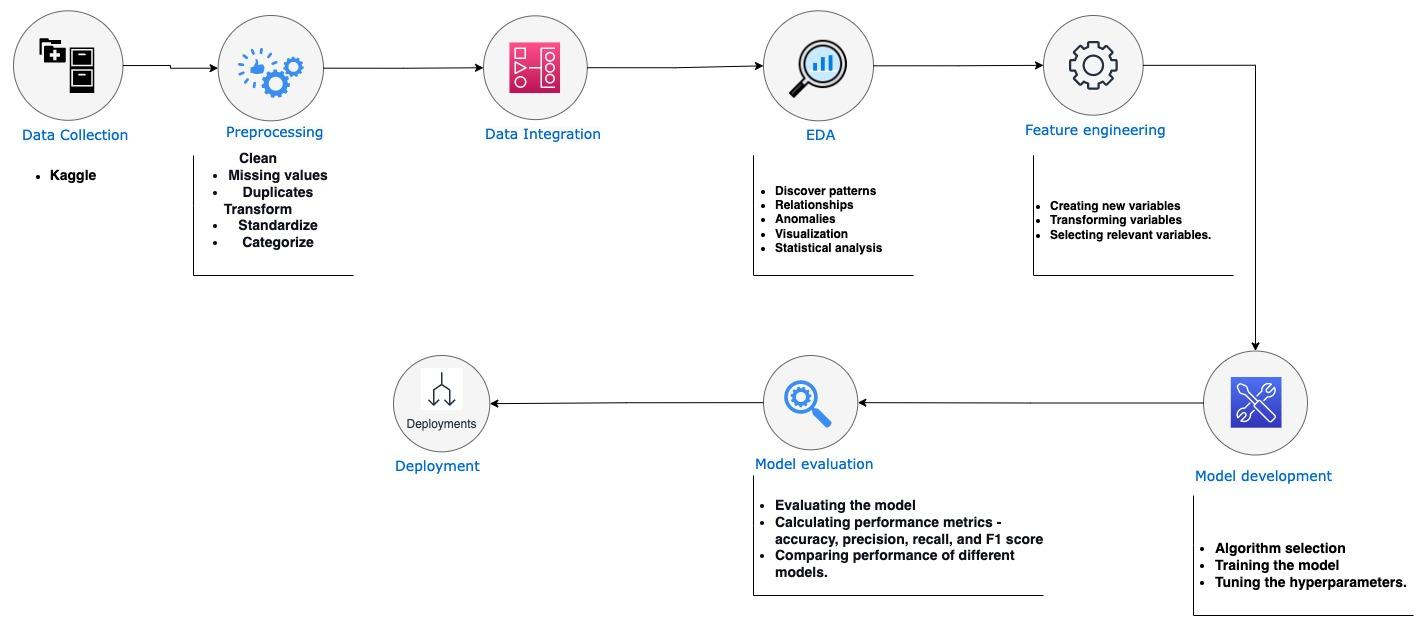 Data Collection
• Kaggle
Preprocessing
Clean
• Missing values
• Duplicates
Transform
• Standardize
• Categorize
Data Integration
EDA
• Discover patterns
• Relationships
• Anomalies
• Visualization
• Statistical analysis
Feature engineering
• Creating new variables
• Transforming variables
• Selecting relevant variables.
Model development
• Algorithm selection
• Training the model
• Tuning the hyperparameters.
Model evaluation
• Evaluating the model
• Calculating performance metrics -
accuracy, precision, recall, and F1 score
• Comparing performance of different
models.
Deployments
Deployment